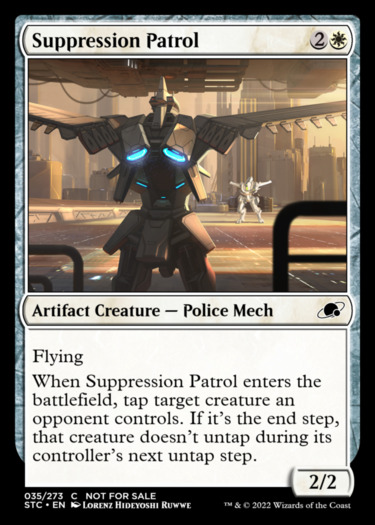 Suppression Patrol 2
Artifact Creature — Police Mech
Flying
When Suppression Patrol enters the
battlefield, tap target creature an
opponent controls. If it's the end step,
that creature doesn't untap during its
controller's next untap step.
2/2
035/273 C NOT FOR SALE
STC • EN Lorenz Hideyoshi Ruwwe ™ & © 2022 Wizards of the Coast